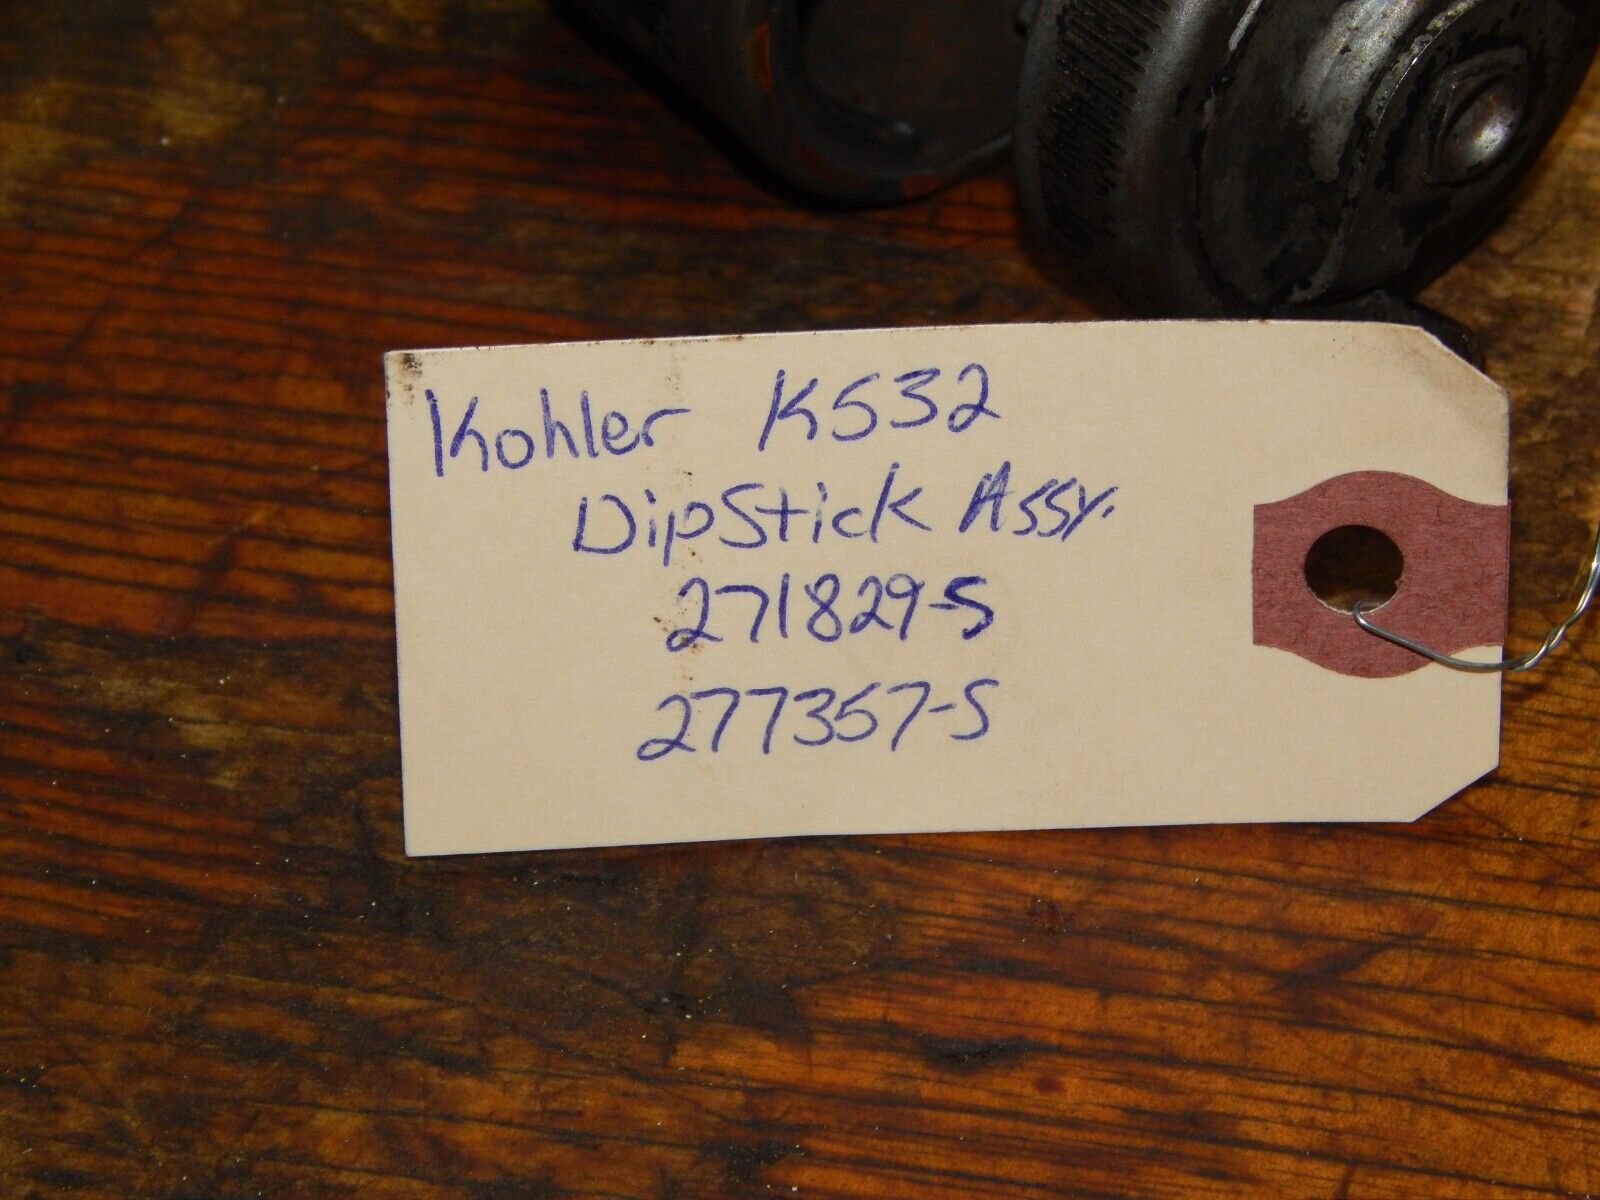 Kohler K532
DipStick Assy.
271829-S
277357-S